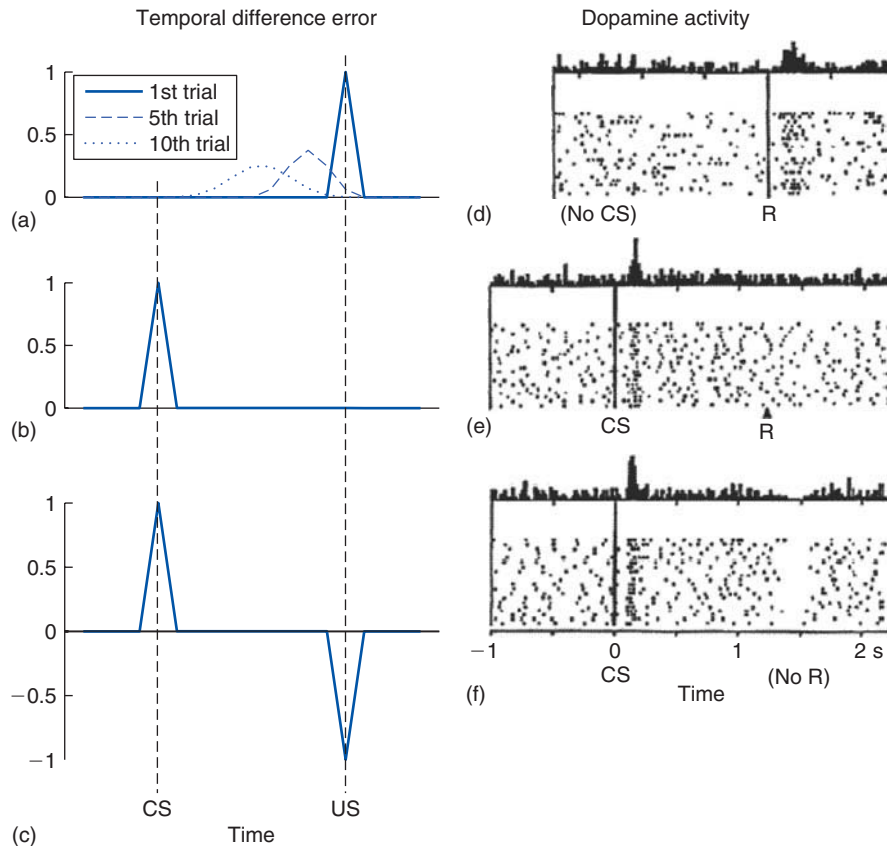 Temporal difference error
1
0.5
0
1st trial
5th trial
10th trial
(a)
1
0.5
0
(b)
1
0.5
0
−0.5
−1
CS
US
(c)
Time
Dopamine activity
(d)
(No CS)
R
(e)
CS
R
−1
0
1
2 s
CS
(No R)
(f)
Time